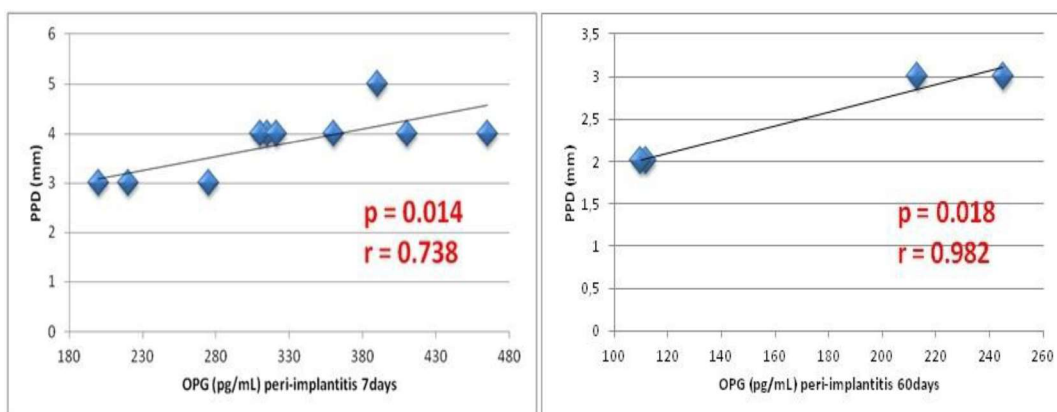 PPD (mm)
6
5
4
3
2
1
0
180 230 280 330 380 430 480
OPG (pg/mL) peri-implantitis 7days
p = 0.014
r = 0.738
PPD (mm)
3,5
3
2,5
2
1,5
1
0,5
0
100 120 140 160 180 200 220 240 260
OPG (pg/mL) peri-implantitis 60days
p = 0.018
r = 0.982